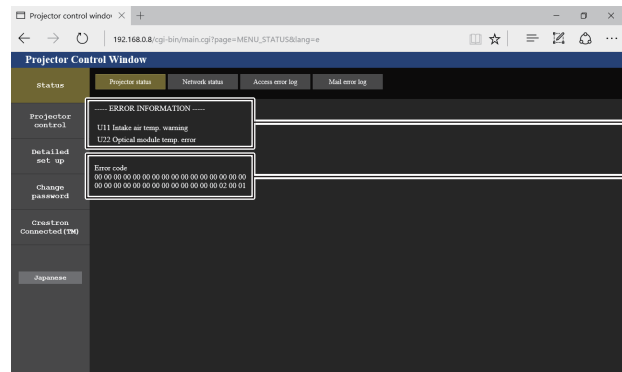 Projector control window
192.168.0.8/cgi-bin/main.cgi?page=MENU_STATUS&lang=e
Projector Control Window
Status
Projector status
Network status
Access error log
Mail error log
Projector
control
Detailed
set up
Change
password
Crestron
Connected(TM)
Japanese
----- ERROR INFORMATION -----
U11 Intake air temp. warning
U22 Optical module temp. error
Error code
00 00 00 00 00 00 00 00 00 00 00 00 00 00 00 00
00 00 00 00 00 00 00 00 00 00 00 00 00 02 00 01